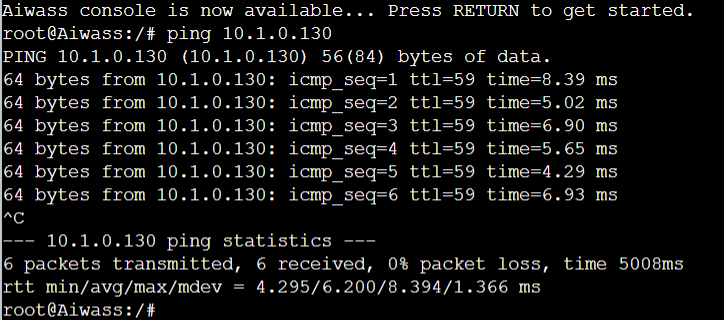 Aiwass console is now available... Press RETURN to get started.
root@Aiwass:/# ping 10.1.0.130
PING 10.1.0.130 (10.1.0.130) 56(84) bytes of data.
64 bytes from 10.1.0.130: icmp_seq=1 ttl=59 time=8.39 ms
64 bytes from 10.1.0.130: icmp_seq=2 ttl=59 time=5.02 ms
64 bytes from 10.1.0.130: icmp_seq=3 ttl=59 time=6.90 ms
64 bytes from 10.1.0.130: icmp_seq=4 ttl=59 time=5.65 ms
64 bytes from 10.1.0.130: icmp_seq=5 ttl=59 time=4.29 ms
64 bytes from 10.1.0.130: icmp_seq=6 ttl=59 time=6.93 ms
^C
--- 10.1.0.130 ping statistics ---
6 packets transmitted, 6 received, 0% packet loss, time 5008ms
rtt min/avg/max/mdev = 4.295/6.200/8.394/1.366 ms
root@Aiwass:/#